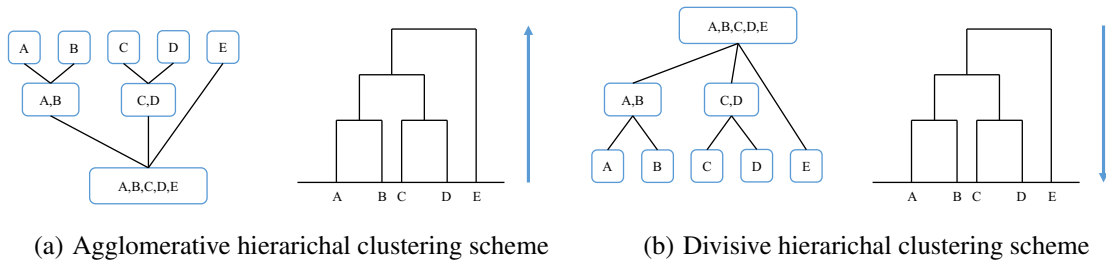 A B C D E
A,B C,D
A,B,C,D,E
A B C D E
(a) Agglomerative hierarichal clustering scheme
A,B,C,D,E
A,B C,D
A B C D E
A B C D E
(b) Divisive hierarichal clustering scheme